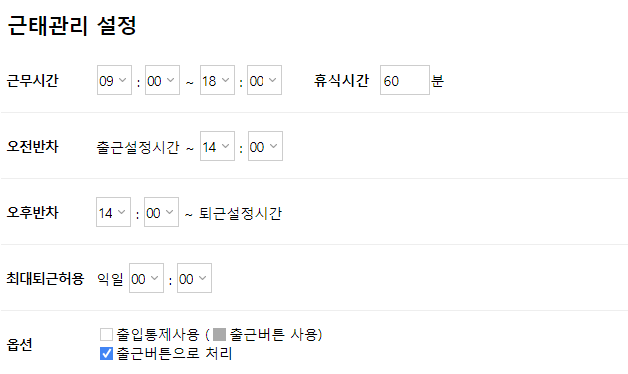 근태관리 설정
근무시간 09 : 00 ~ 18 : 00 휴식시간 60 분
오전반차 출근설정시간 ~ 14 : 00
오후반차 14 : 00 ~ 퇴근설정시간
최대퇴근허용 익일 00 : 00
옵션
출입통제사용 ( 출근버튼 사용)
출근버튼으로 처리